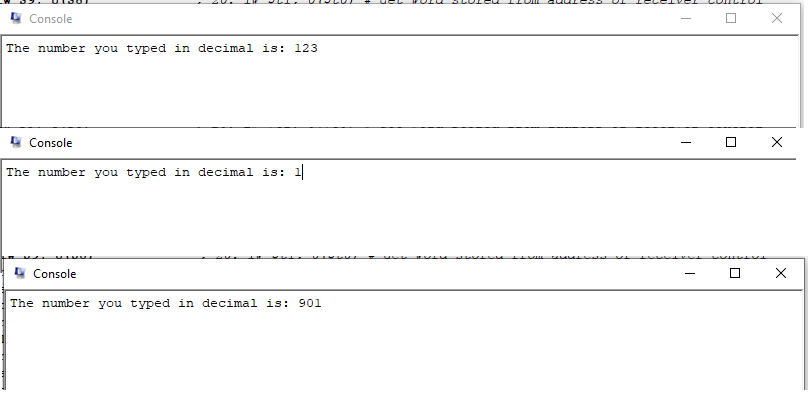 Console
The number you typed in decimal is: 123
Console
The number you typed in decimal is: 1
Console
The number you typed in decimal is: 901